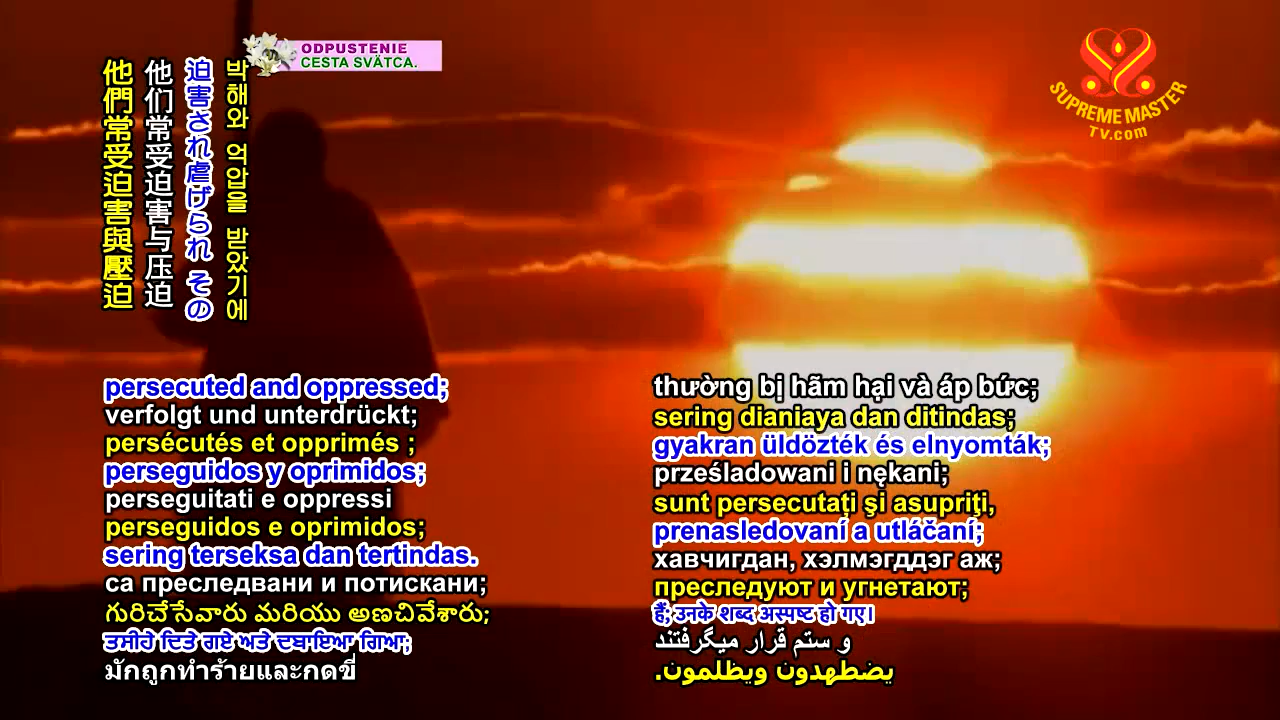 ODPUSTENIE
CESTA SVÄTCA.
SUPREME MASTER
TV.com
박해와 억압을 받았기에
迫害され虐げられ その
他们常受迫害与压迫
他們常受迫害與壓迫
persecuted and oppressed;
verfolgt und unterdrückt;
persécutés et opprimés ;
perseguidos y oprimidos;
perseguitati e oppressi
perseguidos e oprimidos;
sering terseksa dan tertindas.
са преследвани и потискани;
గురిచేసేవారు మరియు అణచివేశారు;
ਤਸੀਹੇ ਦਿਤੇ ਗਏ ਅਤੇ ਦਬਾਇਆ ਗਿਆ;
มักถูกทำร้ายและกดขี่
thường bị hãm hại và áp bức;
sering dianiaya dan ditindas;
gyakran üldözték és elnyomták;
prześladowani i nękani;
sunt persecutaţi şi asupriţi,
prenasledovaní a utláčaní;
хавчигдан, хэлмэгддэг аж;
преследуют и угнетают;
हैं; उनके शब्द अस्पष्ट हो गए।
و ستم قرار میگرفتند
يضطهدون ويظلمون.